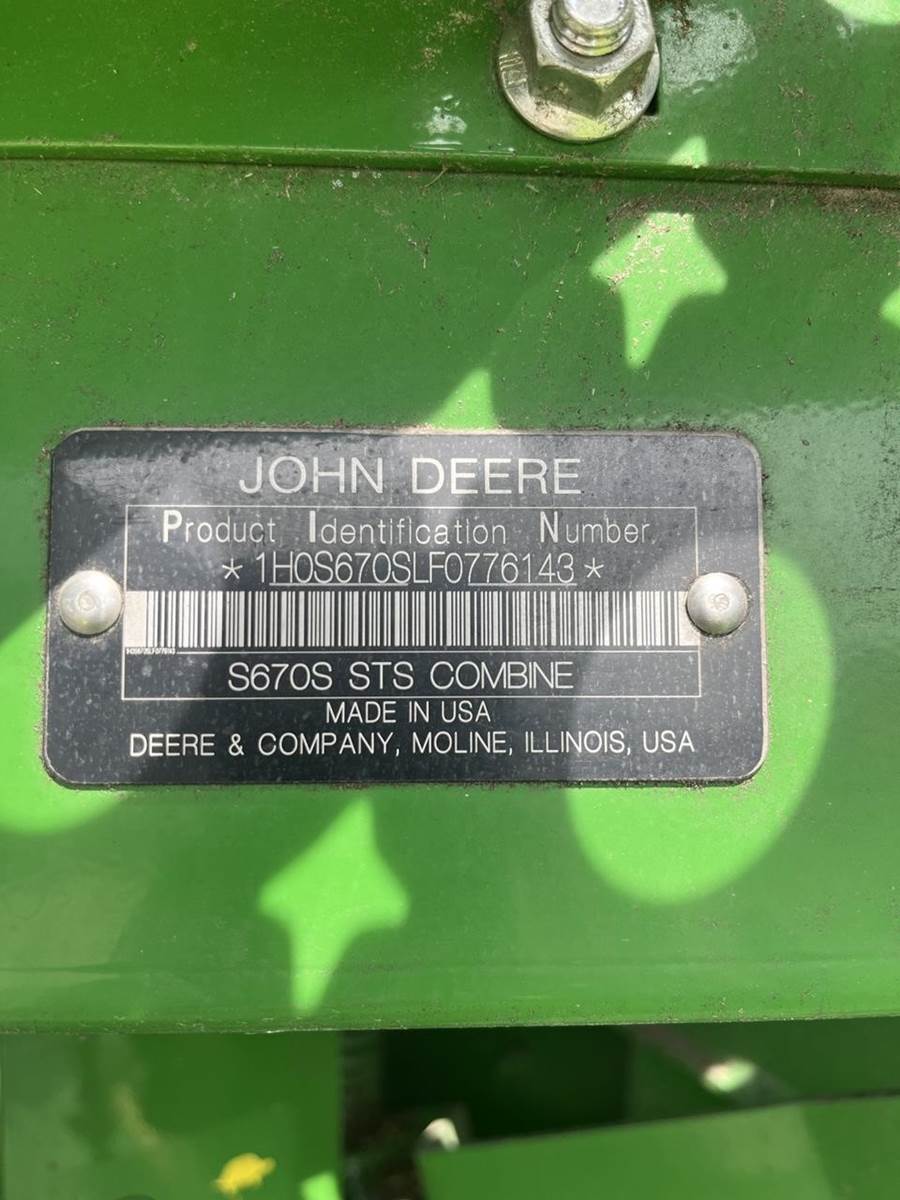 JOHN DEERE
Product Identification Number
*1H0S670SLF0776143*
S670S STS COMBINE
MADE IN USA
DEERE & COMPANY, MOLINE, ILLINOIS, USA